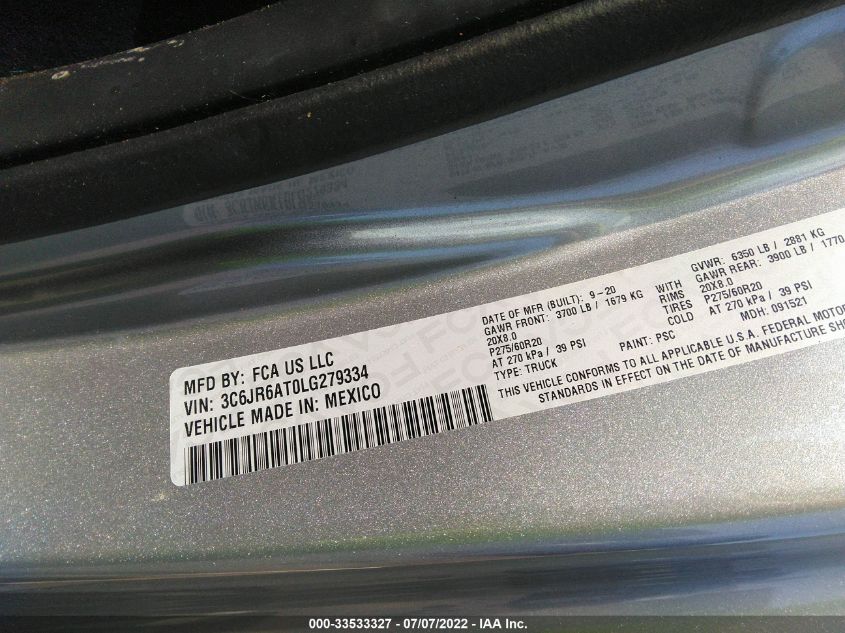 MFD BY: FCA US LLC
VIN: 3C6JR6AT0LG279334
VEHICLE MADE IN: MEXICO
DATE OF MFR (BUILT): 9-20
GVWR: 6350 LB / 2881 KG
GAWR FRONT: 3700 LB / 1679 KG
WITH
GAWR REAR: 3900 LB / 1770
20X8.0
RIMS
20X8.0
P275/60R20
TIRES
P275/60R20
AT 270 kPa / 39 PSI
COLD
AT 270 kPa / 39 PSI
TYPE: TRUCK
PAINT: PSC
MDH: 091521
THIS VEHICLE CONFORMS TO ALL APPLICABLE U.S.A. FEDERAL MOTOR
STANDARDS IN EFFECT ON THE DATE OF MANUFACTURE
000-33533327 - 07/07/2022 - IAA Inc.